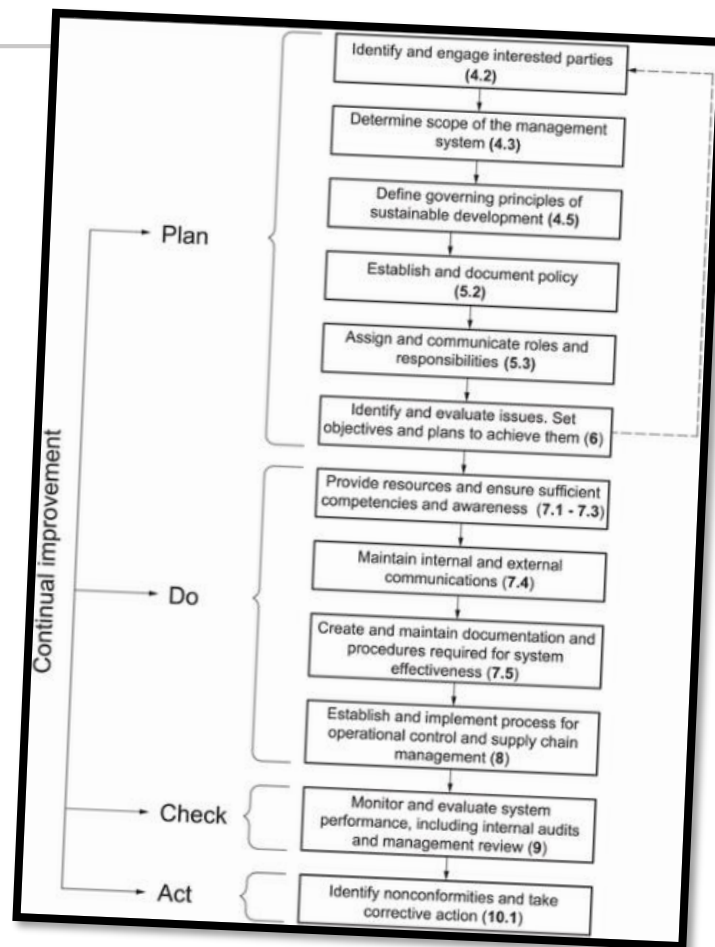 Identify and engage interested parties
(4.2)
Determine scope of the management
system (4.3)
Define governing principles of
sustainable development (4.5)
Plan
Establish and document policy
(5.2)
Assign and communicate roles and
responsibilities (5.3)
Identify and evaluate issues. Set
objectives and plans to achieve them (6)
Continual improvement
Provide resources and ensure sufficient
competencies and awareness (7.1 - 7.3)
Maintain internal and external
communications (7.4)
Do
Create and maintain documentation and
procedures required for system
effectiveness (7.5)
Establish and implement process for
operational control and supply chain
management (8)
Check
Monitor and evaluate system
performance, including internal audits
and management review (9)
Act
Identify nonconformities and take
corrective action (10.1)